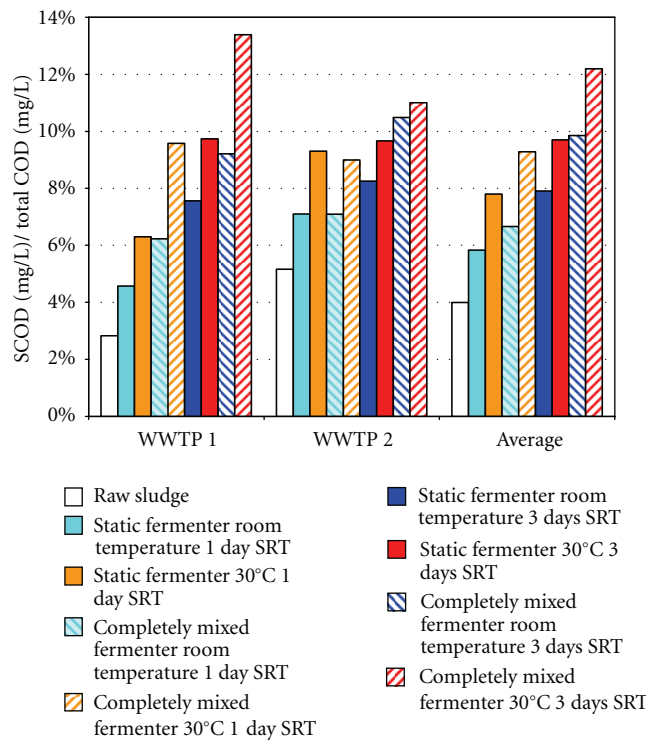 14%
12%
10%
8%
6%
4%
2%
0%
SCOD (mg/L)/ total COD (mg/L)
WWTP 1
WWTP 2
Average
Raw sludge
Static fermenter room
temperature 1 day SRT
Static fermenter 30°C 1
day SRT
Completely mixed
fermenter room
temperature 1 day SRT
Completely mixed
fermenter 30°C 1 day SRT
Static fermenter room
temperature 3 days SRT
Static fermenter 30°C 3
days SRT
Completely mixed
fermenter room
temperature 3 days SRT
Completely mixed
fermenter 30°C 3 days SRT